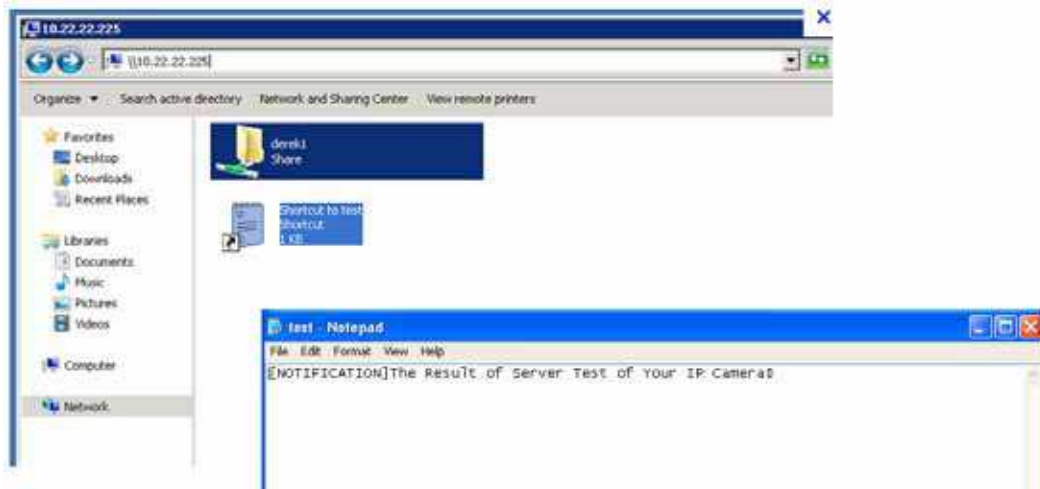 10.22.22.225
\\10.22.22.225
Organize Search active directory Network and Sharing Center View remote printers
Favorites
Desktop
Downloads
Recent Places
Libraries
Documents
Music
Pictures
Videos
Computer
Network
derek1
Share
Shortcut to test
Shortcut
1 KB
test - Notepad
File Edit Format View Help
[NOTIFICATION]The Result of Server Test of Your IP Camera